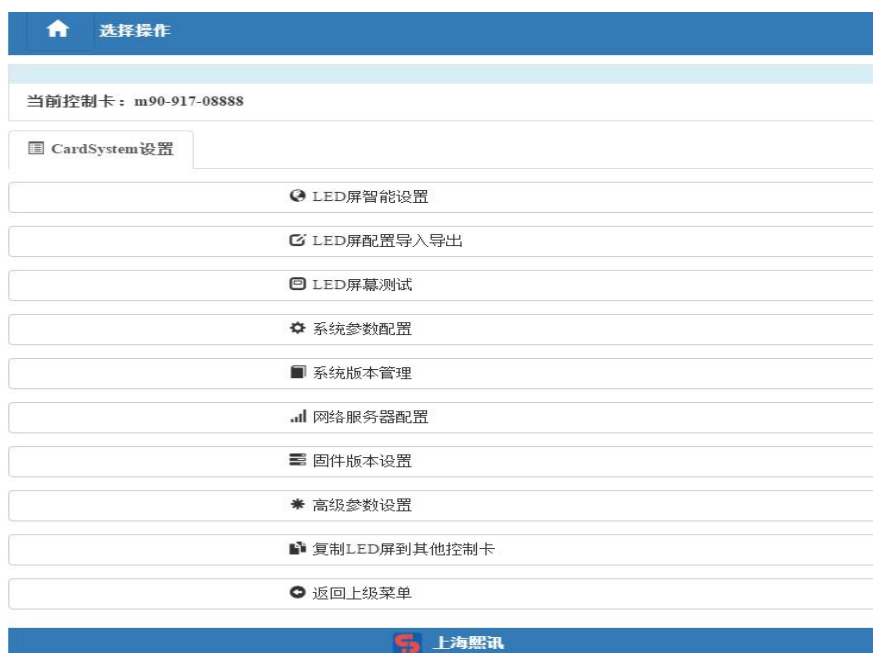 选择操作
当前控制卡：m90-917-08888
CardSystem设置
LED屏智能设置
LED屏配置导入导出
LED屏幕测试
系统参数配置
系统版本管理
网络服务器配置
固件版本设置
高级参数设置
复制LED屏到其他控制卡
返回上级菜单
上海熙讯